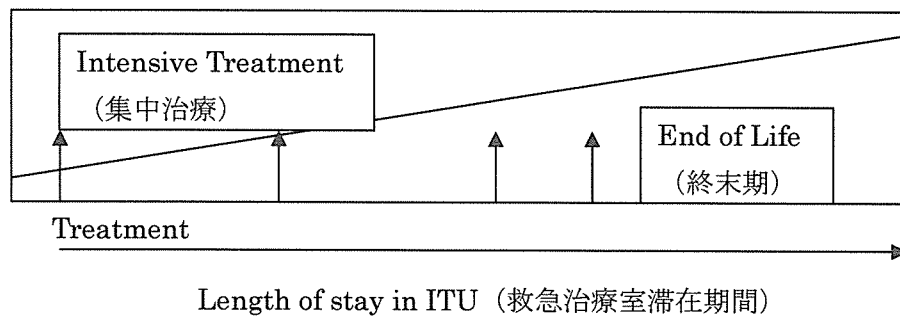 Intensive Treatment
（集中治療）
End of Life
（終末期）
Treatment
Length of stay in ITU（救急治療室滞在期間）